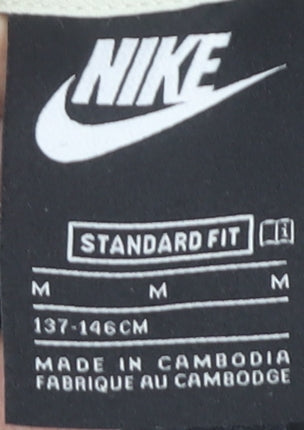 NIKE
STANDARD FIT
M M M
137-146CM
MADE IN CAMBODIA
FABRIQUE AU CAMBODGE